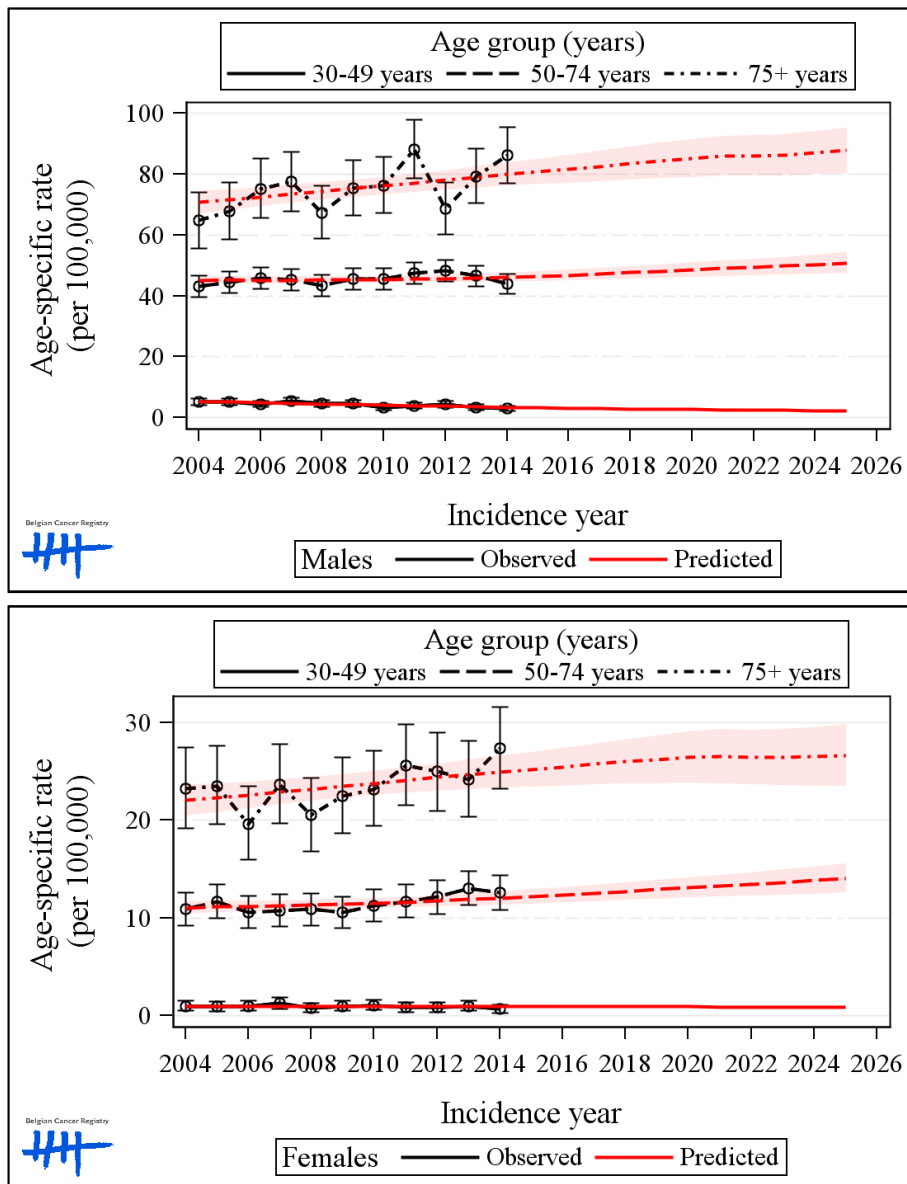 Age group (years)
30-49 years 50-74 years 75+ years
Age-specific rate
(per 100,000)
100
80
60
40
20
0
2004 2006 2008 2010 2012 2014 2016 2018 2020 2022 2024 2026
Incidence year
Belgian Cancer Registry
Males Observed Predicted
Age group (years)
30-49 years 50-74 years 75+ years
Age-specific rate
(per 100,000)
30
20
10
0
2004 2006 2008 2010 2012 2014 2016 2018 2020 2022 2024 2026
Incidence year
Belgian Cancer Registry
Females Observed Predicted